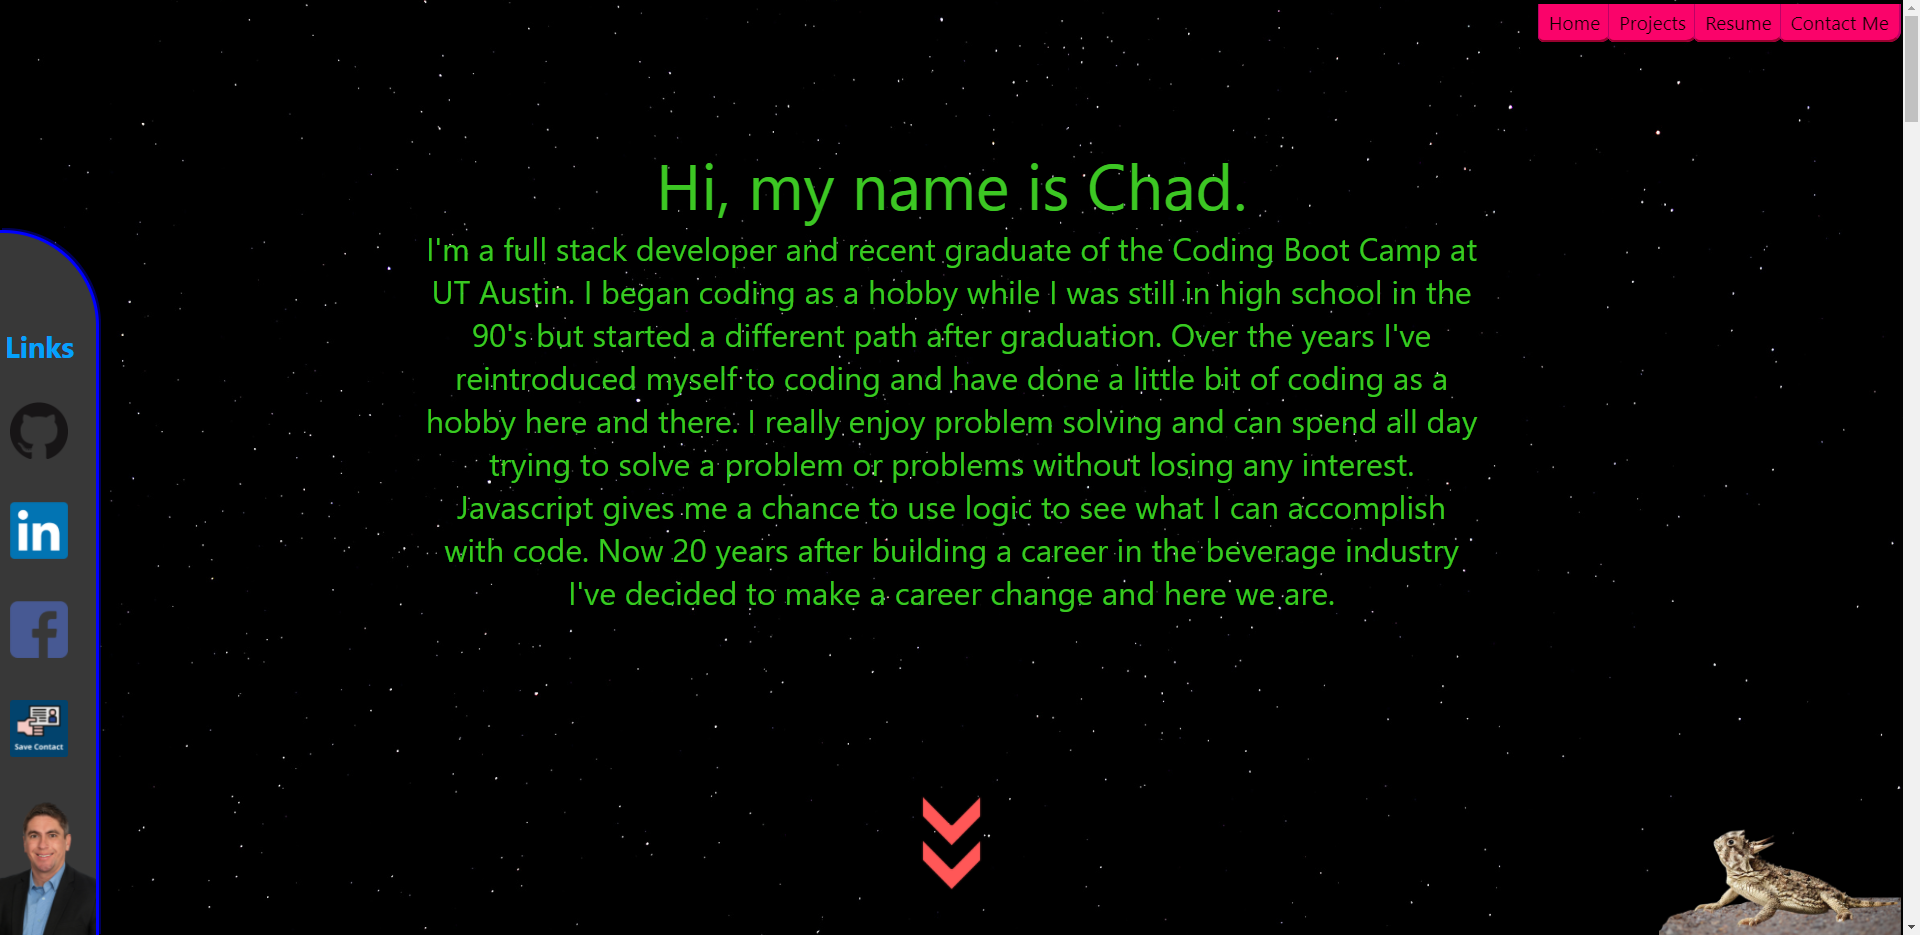 Home Projects Resume Contact Me
Hi, my name is Chad.
I'm a full stack developer and recent graduate of the Coding Boot Camp at
UT Austin. I began coding as a hobby while I was still in high school in the
90's but started a different path after graduation. Over the years I've
reintroduced myself to coding and have done a little bit of coding as a
hobby here and there. I really enjoy problem solving and can spend all day
trying to solve a problem or problems without losing any interest.
Javascript gives me a chance to use logic to see what I can accomplish
with code. Now 20 years after building a career in the beverage industry
I've decided to make a career change and here we are.
Links
in
f
Save Contact